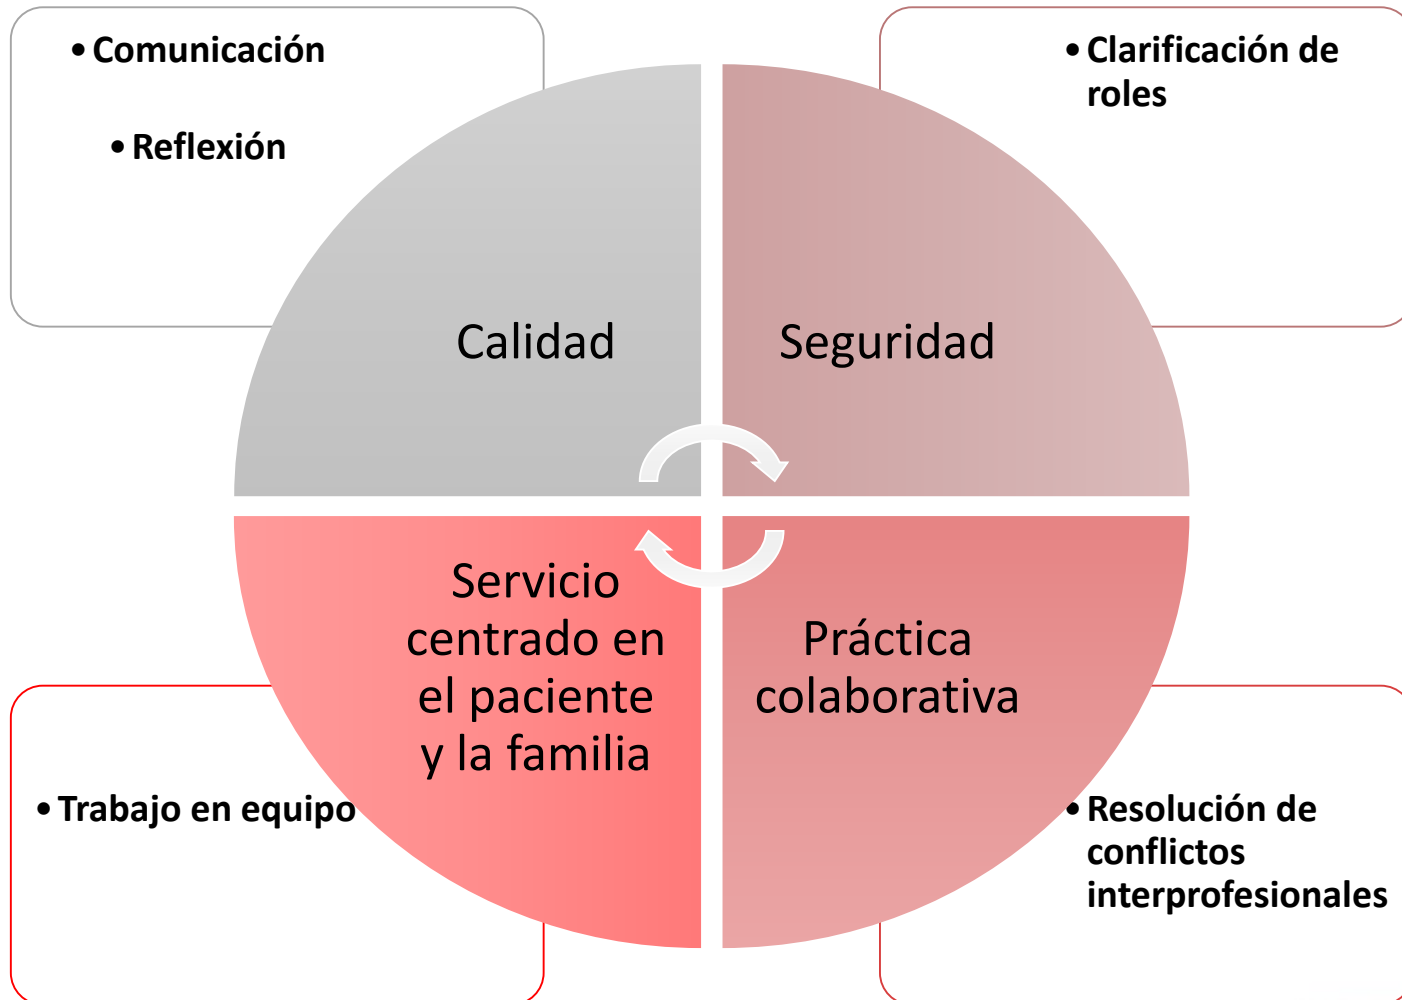 • Comunicación
• Reflexión
• Clarificación de
roles
Calidad
Seguridad
Servicio
centrado en
el paciente
y la familia
Práctica
colaborativa
• Trabajo en equipo
• Resolución de
conflictos
interprofesionales